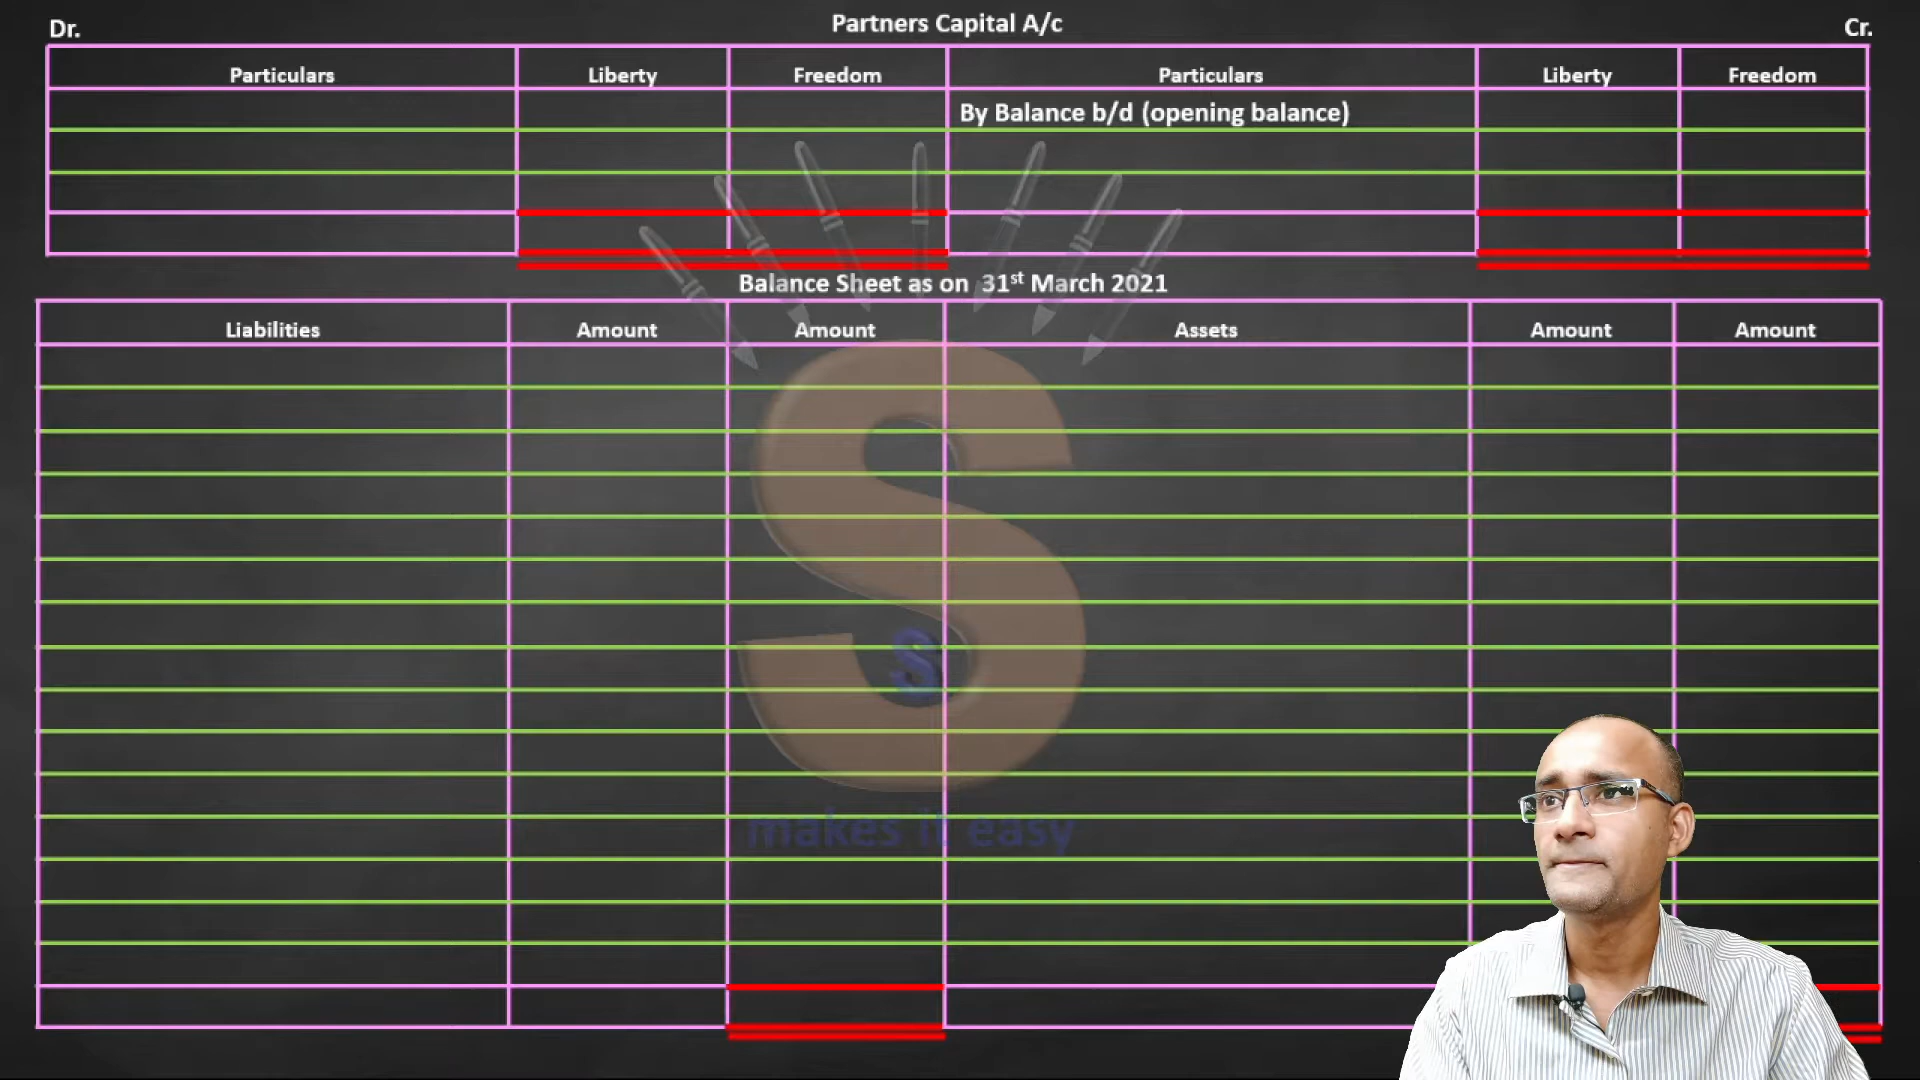 Dr.
Partners Capital A/c
Cr.
Particulars Liberty Freedom Particulars Liberty Freedom
By Balance b/d (opening balance)
Balance Sheet as on 31st March 2021
Liabilities Amount Amount Assets Amount Amount
S
S
makes it easy